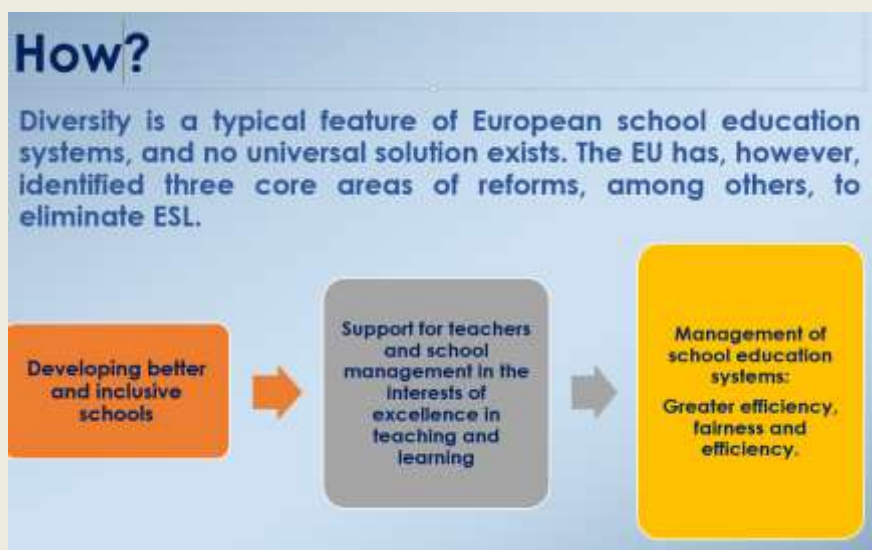 How?
Diversity is a typical feature of European school education
systems, and no universal solution exists. The EU has, however,
identified three core areas of reforms, among others, to
eliminate ESL.
Developing better
and inclusive
schools
Support for teachers
and school
management in the
interests of
excellence in
teaching and
learning
Management of
school education
systems:
Greater efficiency,
fairness and
efficiency.